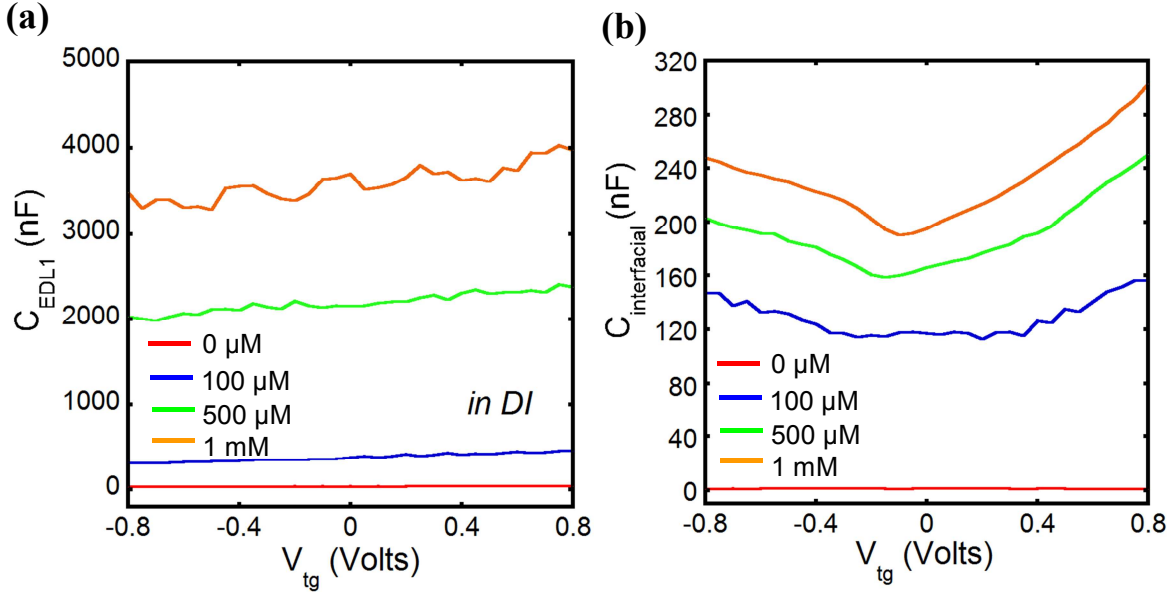 (a)
5000
4000
3000
2000
1000
0
C_EDL1 (nF)
0 µM
100 µM
500 µM
1 mM
in DI
-0.8
-0.4
0
0.4
0.8
V_tg (Volts)
(b)
320
280
240
200
160
120
80
40
0
C_interfacial (nF)
0 µM
100 µM
500 µM
1 mM
-0.8
-0.4
0
0.4
0.8
V_tg (Volts)